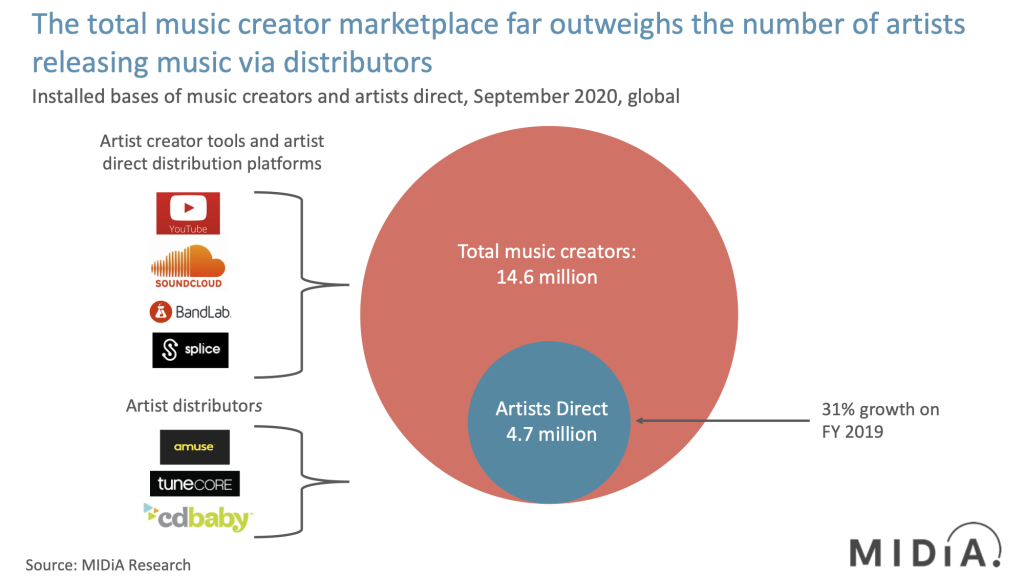 The total music creator marketplace far outweighs the number of artists
releasing music via distributors
Installed bases of music creators and artists direct, September 2020, global
Artist creator tools and artist
direct distribution platforms
YouTube
SOUNDCLOUD
BandLab
splice
Artist distributors
amuse
tunecore
cdbaby
Total music creators:
14.6 million
Artists Direct
4.7 million
31% growth on
FY 2019
Source: MIDiA Research
MIDiA.